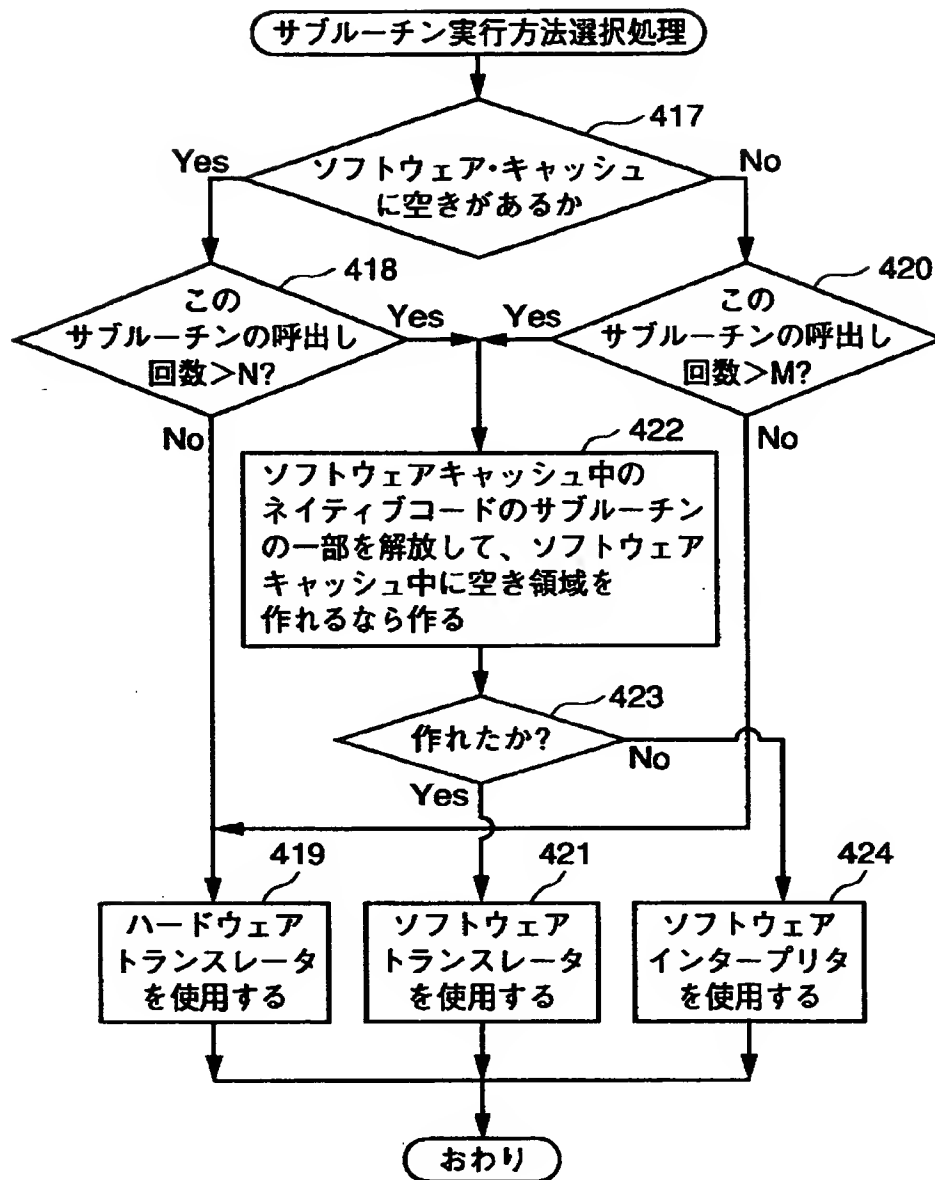 サブルーチン実行方法選択処理
417
Yes
No
ソフトウェア・キャッシュ
に空きがあるか
418
420
この
サブルーチンの呼出し
回数>N?
Yes
Yes
この
サブルーチンの呼出し
回数>M?
No
No
422
ソフトウェアキャッシュ中の
ネイティブコードのサブルーチン
の一部を解放して、ソフトウェア
キャッシュ中に空き領域を
作れるなら作る
423
作れたか?
No
Yes
419
421
424
ハードウェア
トランスレータ
を使用する
ソフトウェア
トランスレータ
を使用する
ソフトウェア
インタープリタ
を使用する
おわり